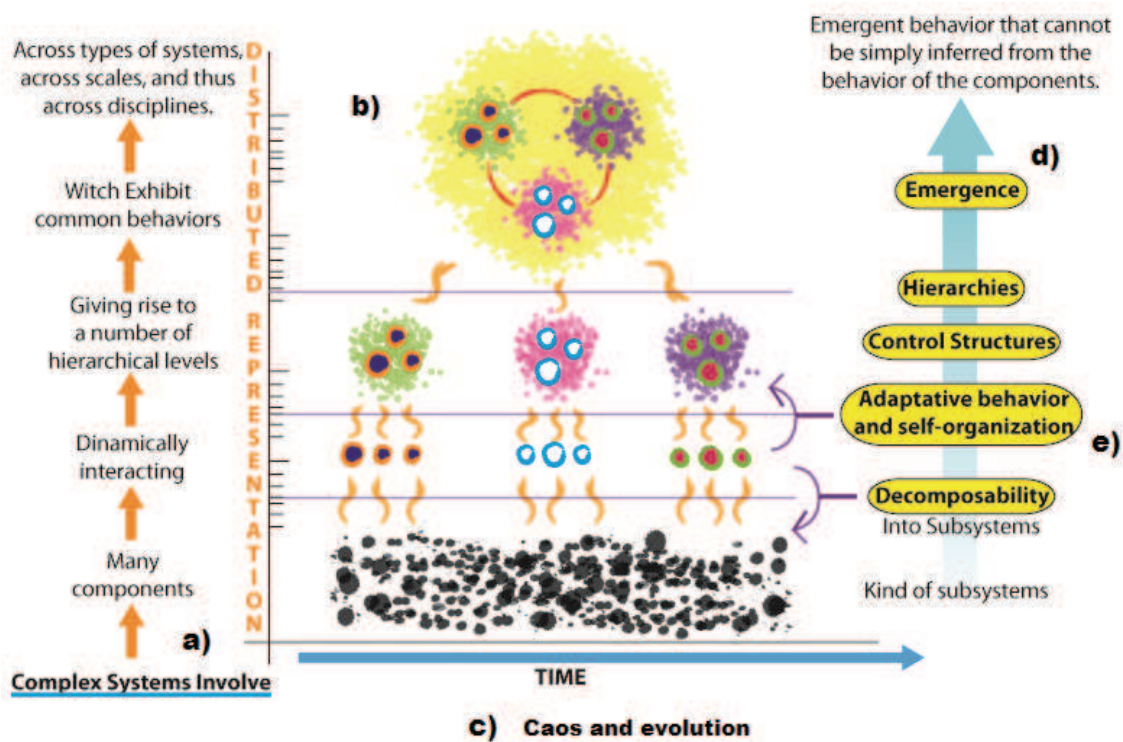 Across types of systems,
across scales, and thus
across disciplines.
Witch Exhibit
common behaviors
Giving rise to
a number of
hierarchical levels
Dinamically
interacting
Many
components
a)
Complex Systems Involve
DISTRIBUTED REPRESENTATION
b)
TIME
c) Caos and evolution
Emergent behavior that cannot
be simply inferred from the
behavior of the components.
d)
Emergence
Hierarchies
Control Structures
Adaptative behavior
and self-organization
e)
Decomposability
Into Subsystems
Kind of subsystems